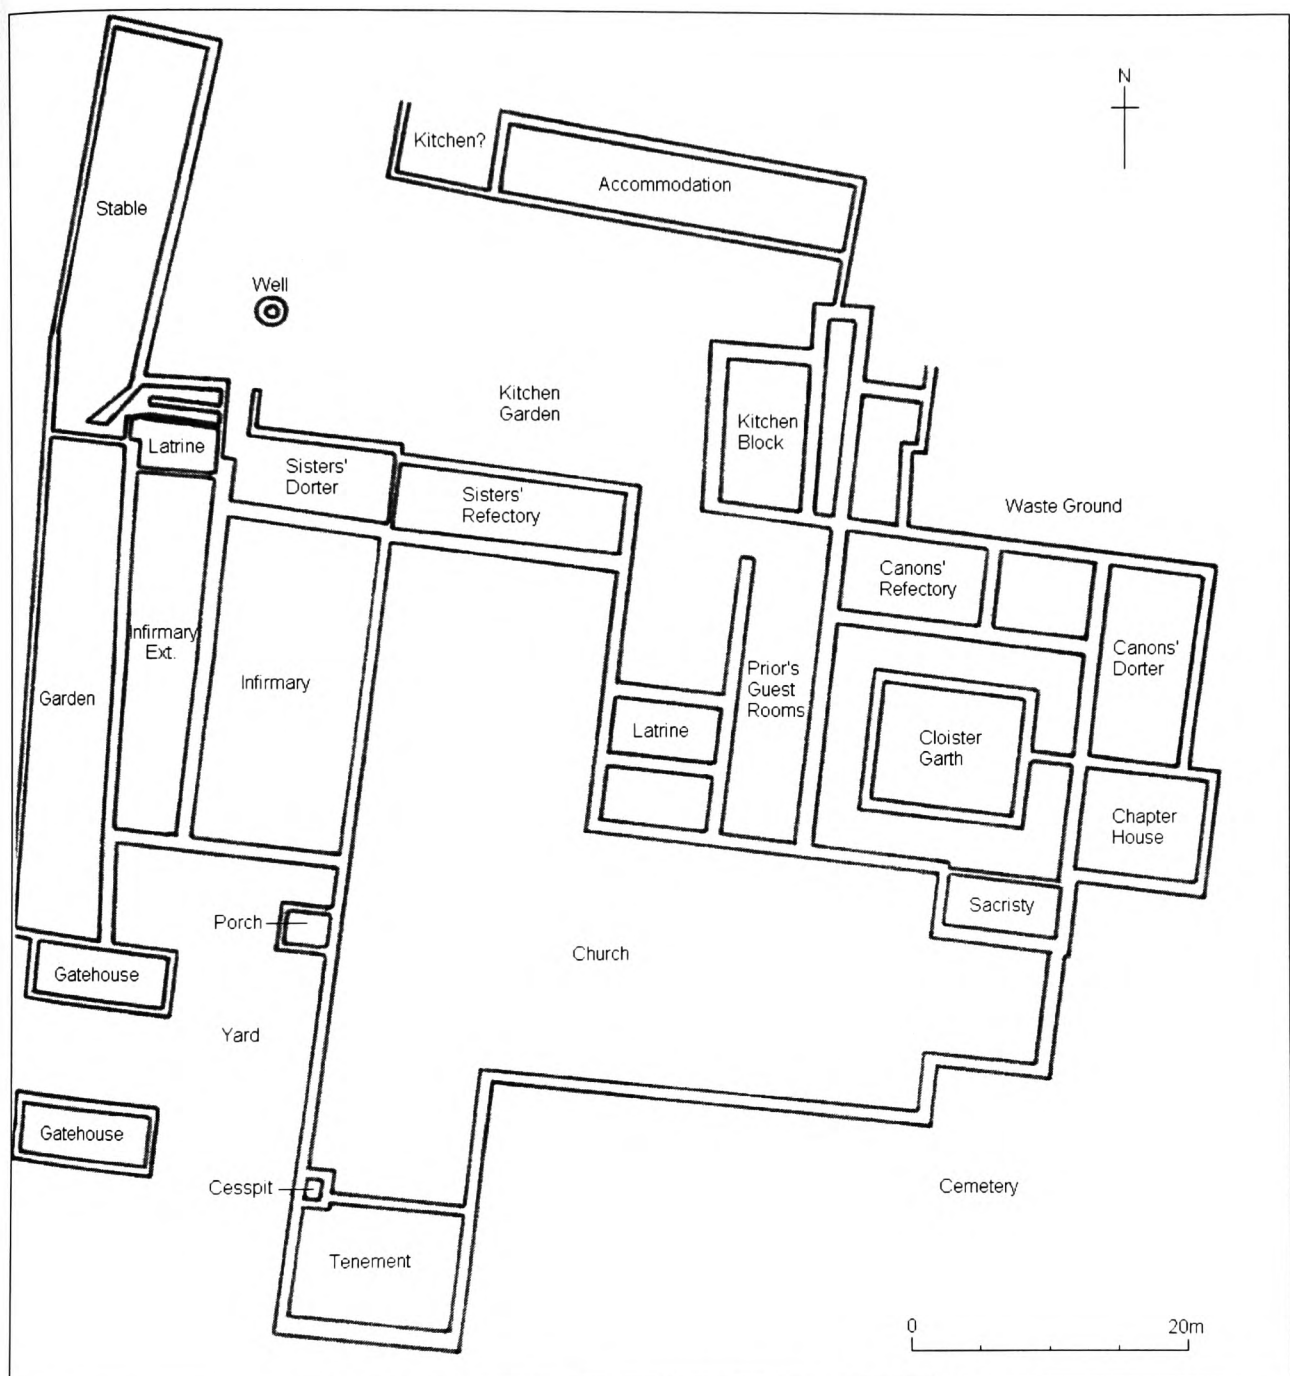 N
Kitchen?
Accommodation
Stable
Well
Kitchen
Garden
Kitchen
Block
Latrine
Sisters'
Dorter
Sisters'
Refectory
Waste Ground
Canons'
Refectory
Infirmary
Ext.
Infirmary
Garden
Prior's
Guest
Rooms
Canons'
Dorter
Latrine
Cloister
Garth
Chapter
House
Porch
Sacristy
Church
Gatehouse
Yard
Gatehouse
Cesspit
Cemetery
Tenement
0 20m